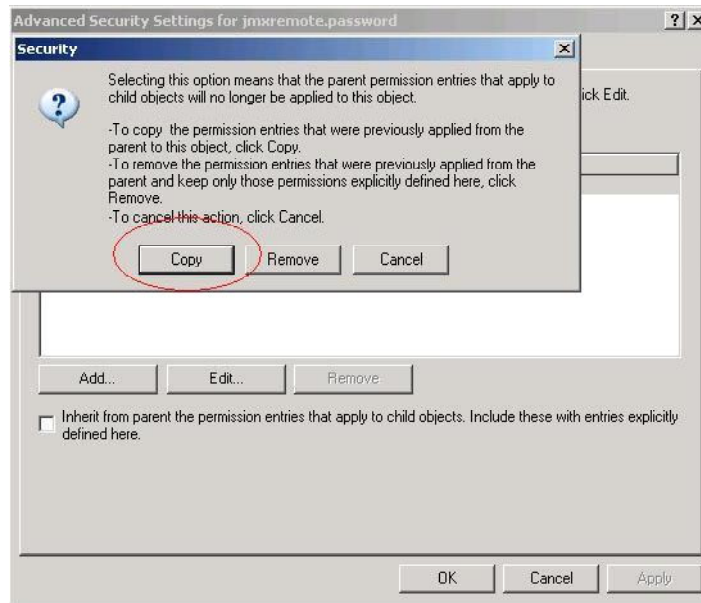 Advanced Security Settings for jmxremote.password
Security
Selecting this option means that the parent permission entries that apply to
child objects will no longer be applied to this object.
ick Edit.
-To copy the permission entries that were previously applied from the
parent to this object, click Copy.
-To remove the permission entries that were previously applied from the
parent and keep only those permissions explicitly defined here, click
Remove.
-To cancel this action, click Cancel.
Copy Remove Cancel
Add... Edit... Remove
Inherit from parent the permission entries that apply to child objects. Include these with entries explicitly
defined here.
OK Cancel Apply